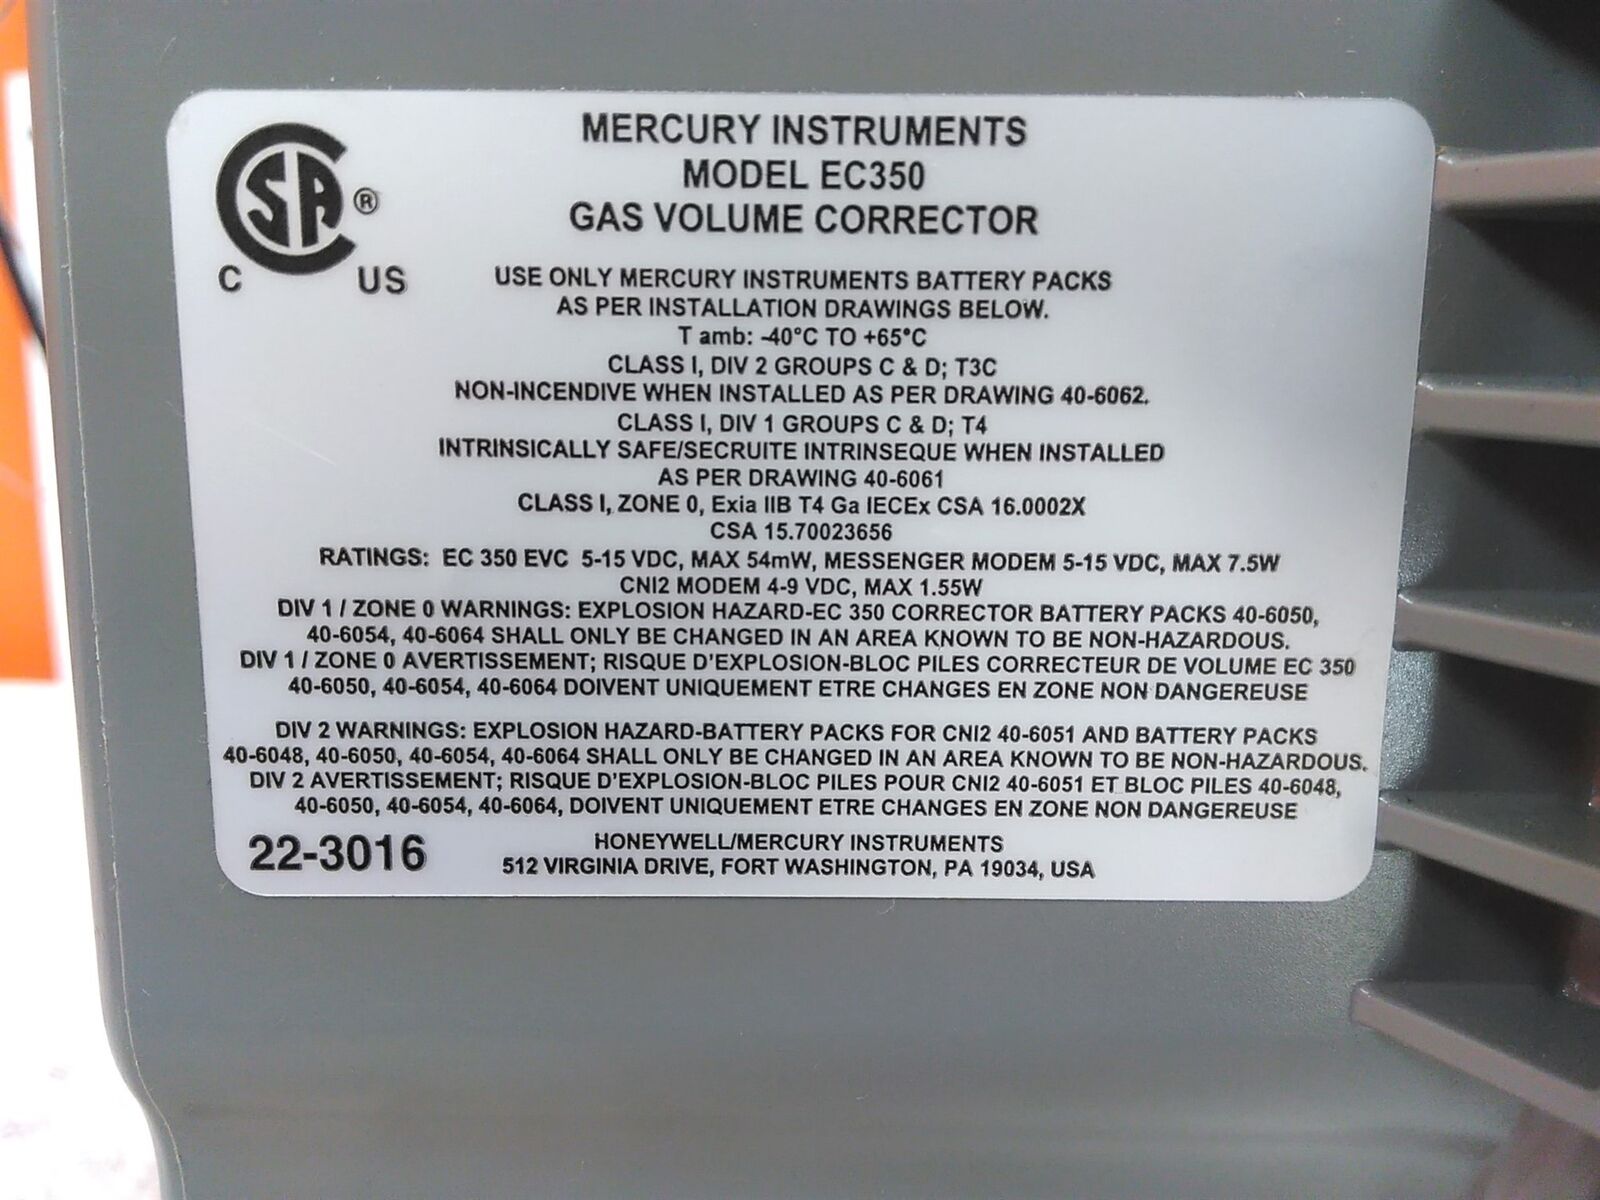 MERCURY INSTRUMENTS
MODEL EC350
GAS VOLUME CORRECTOR
SA ®
C US
USE ONLY MERCURY INSTRUMENTS BATTERY PACKS
AS PER INSTALLATION DRAWINGS BELOW.
T amb: -40°C TO +65°C
CLASS I, DIV 2 GROUPS C & D; T3C
NON-INCENDIVE WHEN INSTALLED AS PER DRAWING 40-6062.
CLASS I, DIV 1 GROUPS C & D; T4
INTRINSICALLY SAFE/SECRUITE INTRINSEQUE WHEN INSTALLED
AS PER DRAWING 40-6061
CLASS I, ZONE 0, Exia IIB T4 Ga IECEx CSA 16.0002X
CSA 15.70023656
RATINGS: EC 350 EVC 5-15 VDC, MAX 54mW, MESSENGER MODEM 5-15 VDC, MAX 7.5W
CNI2 MODEM 4-9 VDC, MAX 1.55W
DIV 1 / ZONE 0 WARNINGS: EXPLOSION HAZARD-EC 350 CORRECTOR BATTERY PACKS 40-6050,
40-6054, 40-6064 SHALL ONLY BE CHANGED IN AN AREA KNOWN TO BE NON-HAZARDOUS.
DIV 1 / ZONE 0 AVERTISSEMENT; RISQUE D'EXPLOSION-BLOC PILES CORRECTEUR DE VOLUME EC 350
40-6050, 40-6054, 40-6064 DOIVENT UNIQUEMENT ETRE CHANGES EN ZONE NON DANGEREUSE
DIV 2 WARNINGS: EXPLOSION HAZARD-BATTERY PACKS FOR CNI2 40-6051 AND BATTERY PACKS
40-6048, 40-6050, 40-6054, 40-6064 SHALL ONLY BE CHANGED IN AN AREA KNOWN TO BE NON-HAZARDOUS.
DIV 2 AVERTISSEMENT; RISQUE D'EXPLOSION-BLOC PILES POUR CNI2 40-6051 ET BLOC PILES 40-6048,
40-6050, 40-6054, 40-6064, DOIVENT UNIQUEMENT ETRE CHANGES EN ZONE NON DANGEREUSE
22-3016
HONEYWELL/MERCURY INSTRUMENTS
512 VIRGINIA DRIVE, FORT WASHINGTON, PA 19034, USA